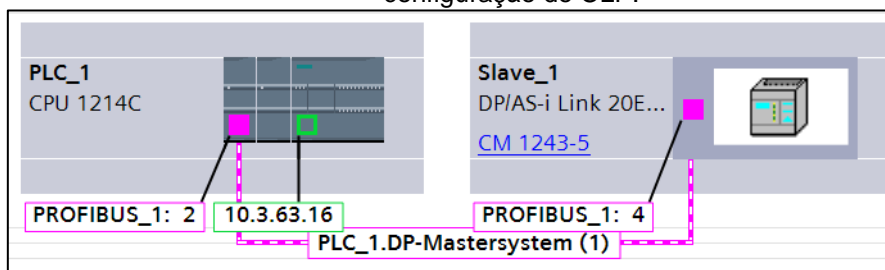 PLC_1
CPU 1214C
Slave_1
DP/AS-i Link 20E...
CM 1243-5
PROFIBUS_1: 2
10.3.63.16
PROFIBUS_1: 4
PLC_1.DP-Mastersystem (1)